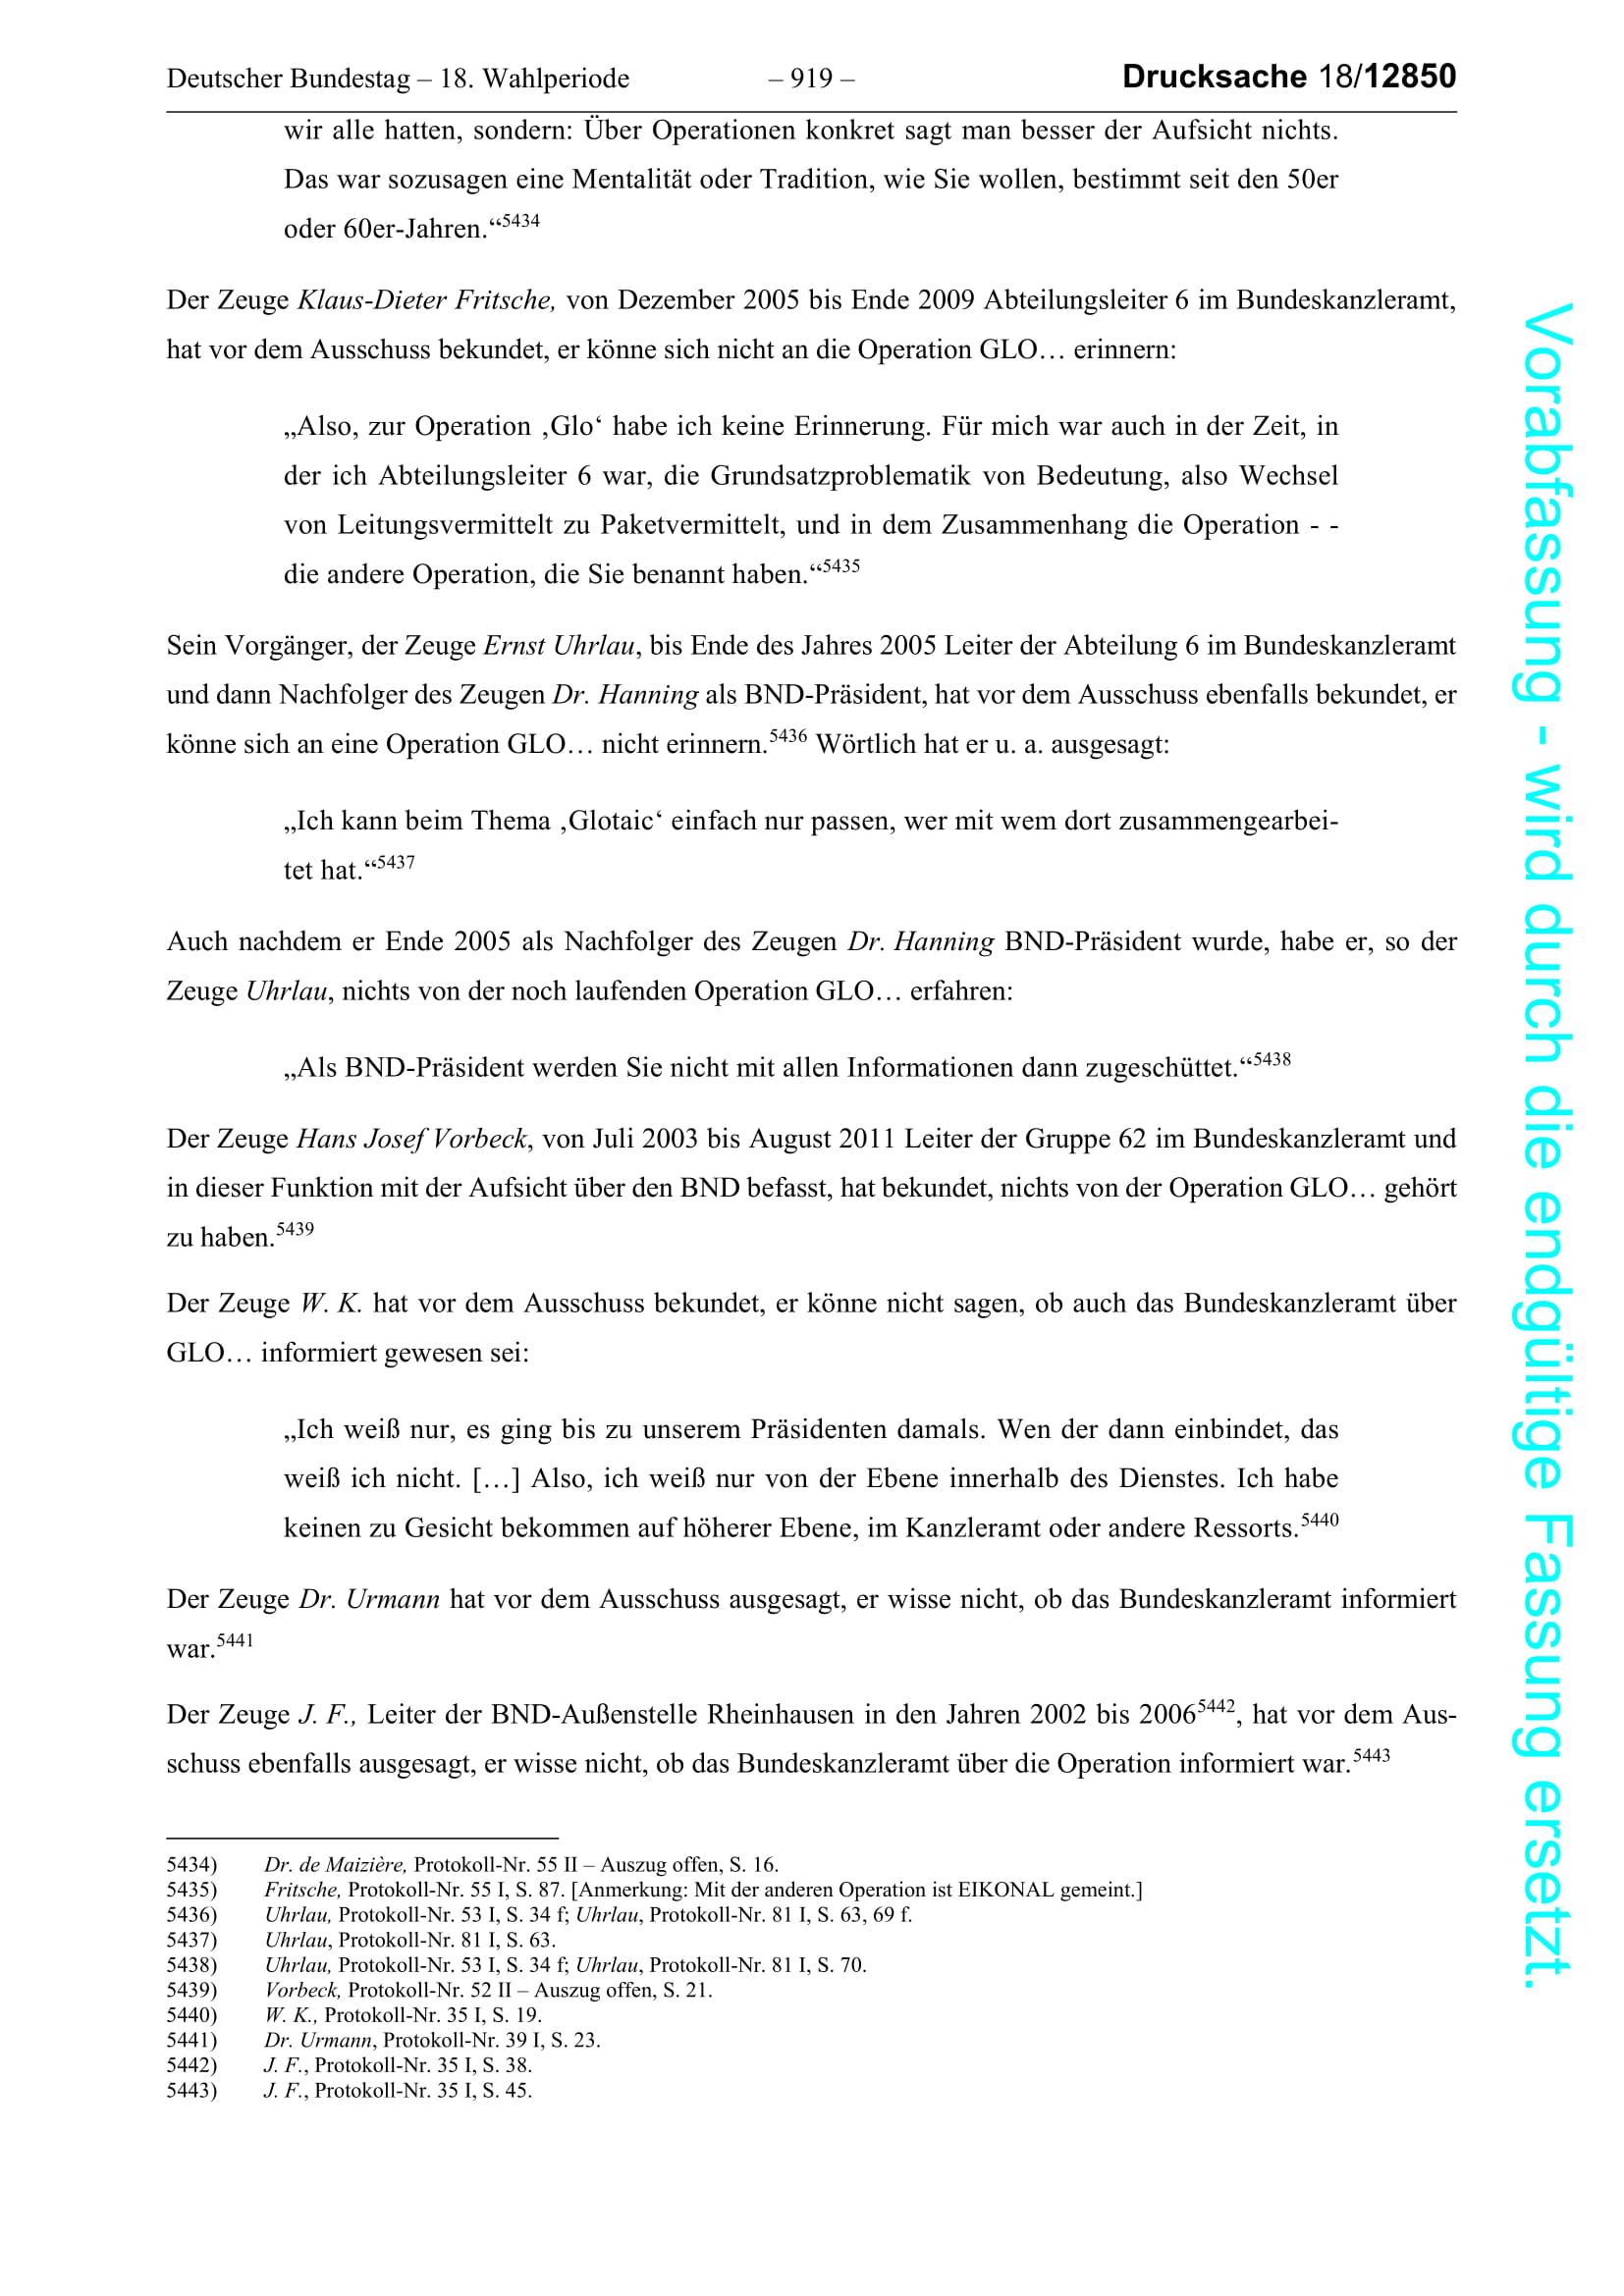 Deutscher Bundestag – 18. Wahlperiode – 919 – Drucksache 18/12850
wir alle hatten, sondern: Über Operationen konkret sagt man besser der Aufsicht nichts.
Das war sozusagen eine Mentalität oder Tradition, wie Sie wollen, bestimmt seit den 50er
oder 60er-Jahren.“5434
Der Zeuge Klaus-Dieter Fritsche, von Dezember 2005 bis Ende 2009 Abteilungsleiter 6 im Bundeskanzleramt,
hat vor dem Ausschuss bekundet, er könne sich nicht an die Operation GLO… erinnern:
„Also, zur Operation ‚Glo‘ habe ich keine Erinnerung. Für mich war auch in der Zeit, in
der ich Abteilungsleiter 6 war, die Grundsatzproblematik von Bedeutung, also Wechsel
von Leitungsvermittelt zu Paketvermittelt, und in dem Zusammenhang die Operation - -
die andere Operation, die Sie benannt haben.“5435
Sein Vorgänger, der Zeuge Ernst Uhrlau, bis Ende des Jahres 2005 Leiter der Abteilung 6 im Bundeskanzleramt
und dann Nachfolger des Zeugen Dr. Hanning als BND-Präsident, hat vor dem Ausschuss ebenfalls bekundet, er
könne sich an eine Operation GLO… nicht erinnern.5436 Wörtlich hat er u. a. ausgesagt:
„Ich kann beim Thema ‚Glotaic‘ einfach nur passen, wer mit wem dort zusammengearbei-
tet hat.“5437
Auch nachdem er Ende 2005 als Nachfolger des Zeugen Dr. Hanning BND-Präsident wurde, habe er, so der
Zeuge Uhrlau, nichts von der noch laufenden Operation GLO… erfahren:
„Als BND-Präsident werden Sie nicht mit allen Informationen dann zugeschüttet.“5438
Der Zeuge Hans Josef Vorbeck, von Juli 2003 bis August 2011 Leiter der Gruppe 62 im Bundeskanzleramt und
in dieser Funktion mit der Aufsicht über den BND befasst, hat bekundet, nichts von der Operation GLO… gehört
zu haben.5439
Der Zeuge W. K. hat vor dem Ausschuss bekundet, er könne nicht sagen, ob auch das Bundeskanzleramt über
GLO… informiert gewesen sei:
„Ich weiß nur, es ging bis zu unserem Präsidenten damals. Wen der dann einbindet, das
weiß ich nicht. […] Also, ich weiß nur von der Ebene innerhalb des Dienstes. Ich habe
keinen zu Gesicht bekommen auf höherer Ebene, im Kanzleramt oder andere Ressorts.5440
Der Zeuge Dr. Urmann hat vor dem Ausschuss ausgesagt, er wisse nicht, ob das Bundeskanzleramt informiert
war.5441
Der Zeuge J. F., Leiter der BND-Außenstelle Rheinhausen in den Jahren 2002 bis 20065442, hat vor dem Aus-
schuss ebenfalls ausgesagt, er wisse nicht, ob das Bundeskanzleramt über die Operation informiert war.5443
5434) Dr. de Maizière, Protokoll-Nr. 55 II – Auszug offen, S. 16.
5435) Fritsche, Protokoll-Nr. 55 I, S. 87. [Anmerkung: Mit der anderen Operation ist EIKONAL gemeint.]
5436) Uhrlau, Protokoll-Nr. 53 I, S. 34 f; Uhrlau, Protokoll-Nr. 81 I, S. 63, 69 f.
5437) Uhrlau, Protokoll-Nr. 81 I, S. 63.
5438) Uhrlau, Protokoll-Nr. 53 I, S. 34 f; Uhrlau, Protokoll-Nr. 81 I, S. 70.
5439) Vorbeck, Protokoll-Nr. 52 II – Auszug offen, S. 21.
5440) W. K., Protokoll-Nr. 35 I, S. 19.
5441) Dr. Urmann, Protokoll-Nr. 39 I, S. 23.
5442) J. F., Protokoll-Nr. 35 I, S. 38.
5443) J. F., Protokoll-Nr. 35 I, S. 45.
Vorabfassung - wird durch die endgültige Fassung ersetzt.